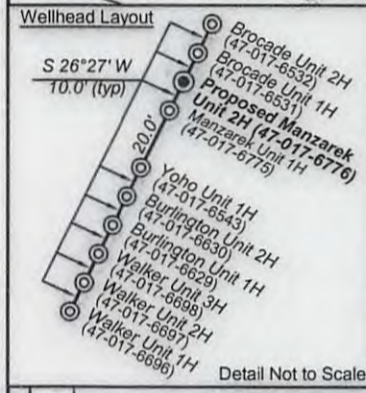 Wellhead Layout
S 26°27' W
10.0' (typ)
20.0'
Brocade Unit 2H
(47-017-6532)
Brocade Unit 1H
(47-017-6531)
Proposed Manzarek
Unit 2H (47-017-6776)
Manzarek Unit 1H
(47-017-6775)
Yoho Unit 1H
(47-017-6543)
Burlington Unit 2H
(47-017-6630)
Burlington Unit 1H
(47-017-6629)
Walker Unit 3H
(47-017-6698)
Walker Unit 2H
(47-017-6697)
Walker Unit 1H
(47-017-6696)
Detail Not to Scale